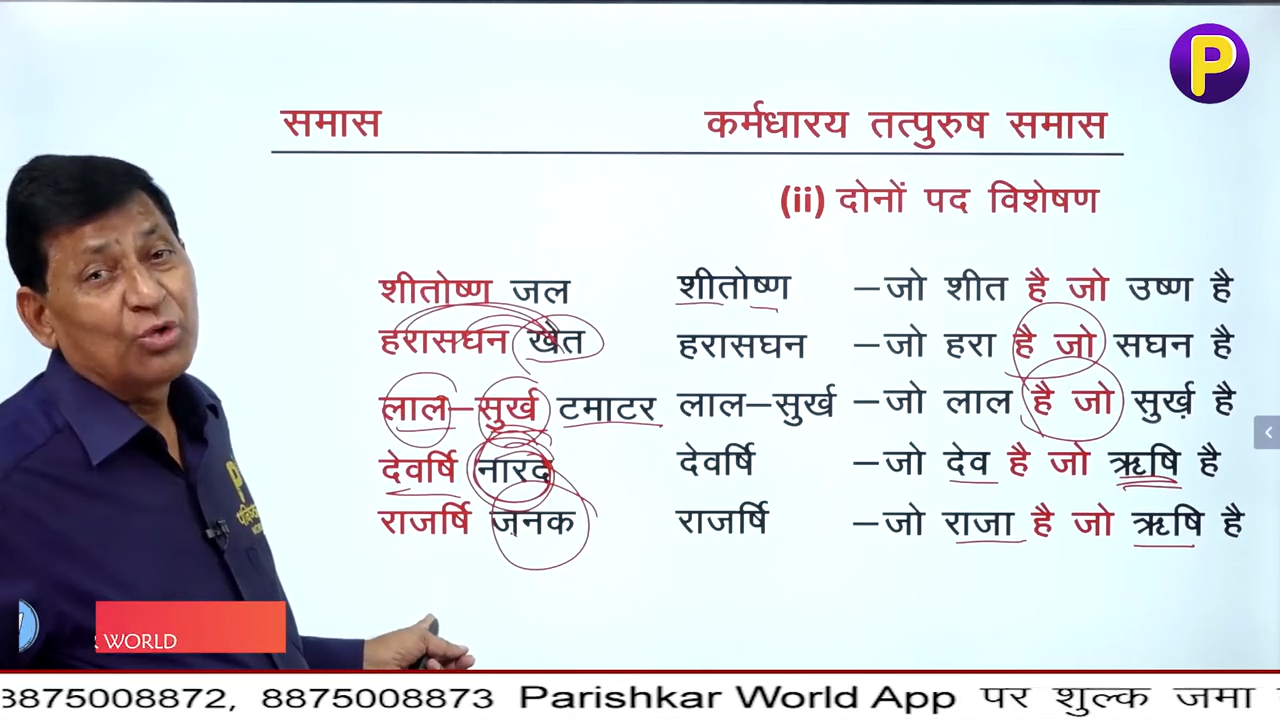 P
समास कर्मधारय तत्पुरुष समास
(ii) दोनों पद विशेषण
शीतोष्ण जल शीतोष्ण –जो शीत है जो उष्ण है
हरासघन खेत हरासघन –जो हरा है जो सघन है
लाल–सुर्ख टमाटर लाल–सुर्ख –जो लाल है जो सुर्ख़ है
देवर्षि नारद देवर्षि –जो देव है जो ऋषि है
राजर्षि जनक राजर्षि –जो राजा है जो ऋषि है
WORLD
8875008872, 8875008873 Parishkar World App पर शुल्क जमा